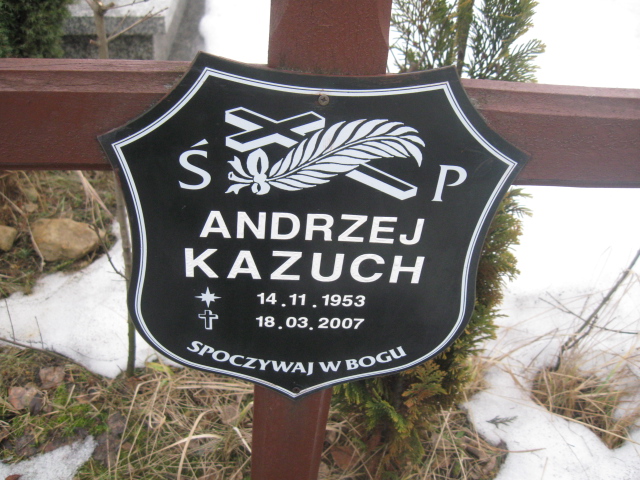 Ś P
ANDRZEJ
KAZUCH
14.11.1953
18.03.2007
SPOCZYWAJ W BOGU